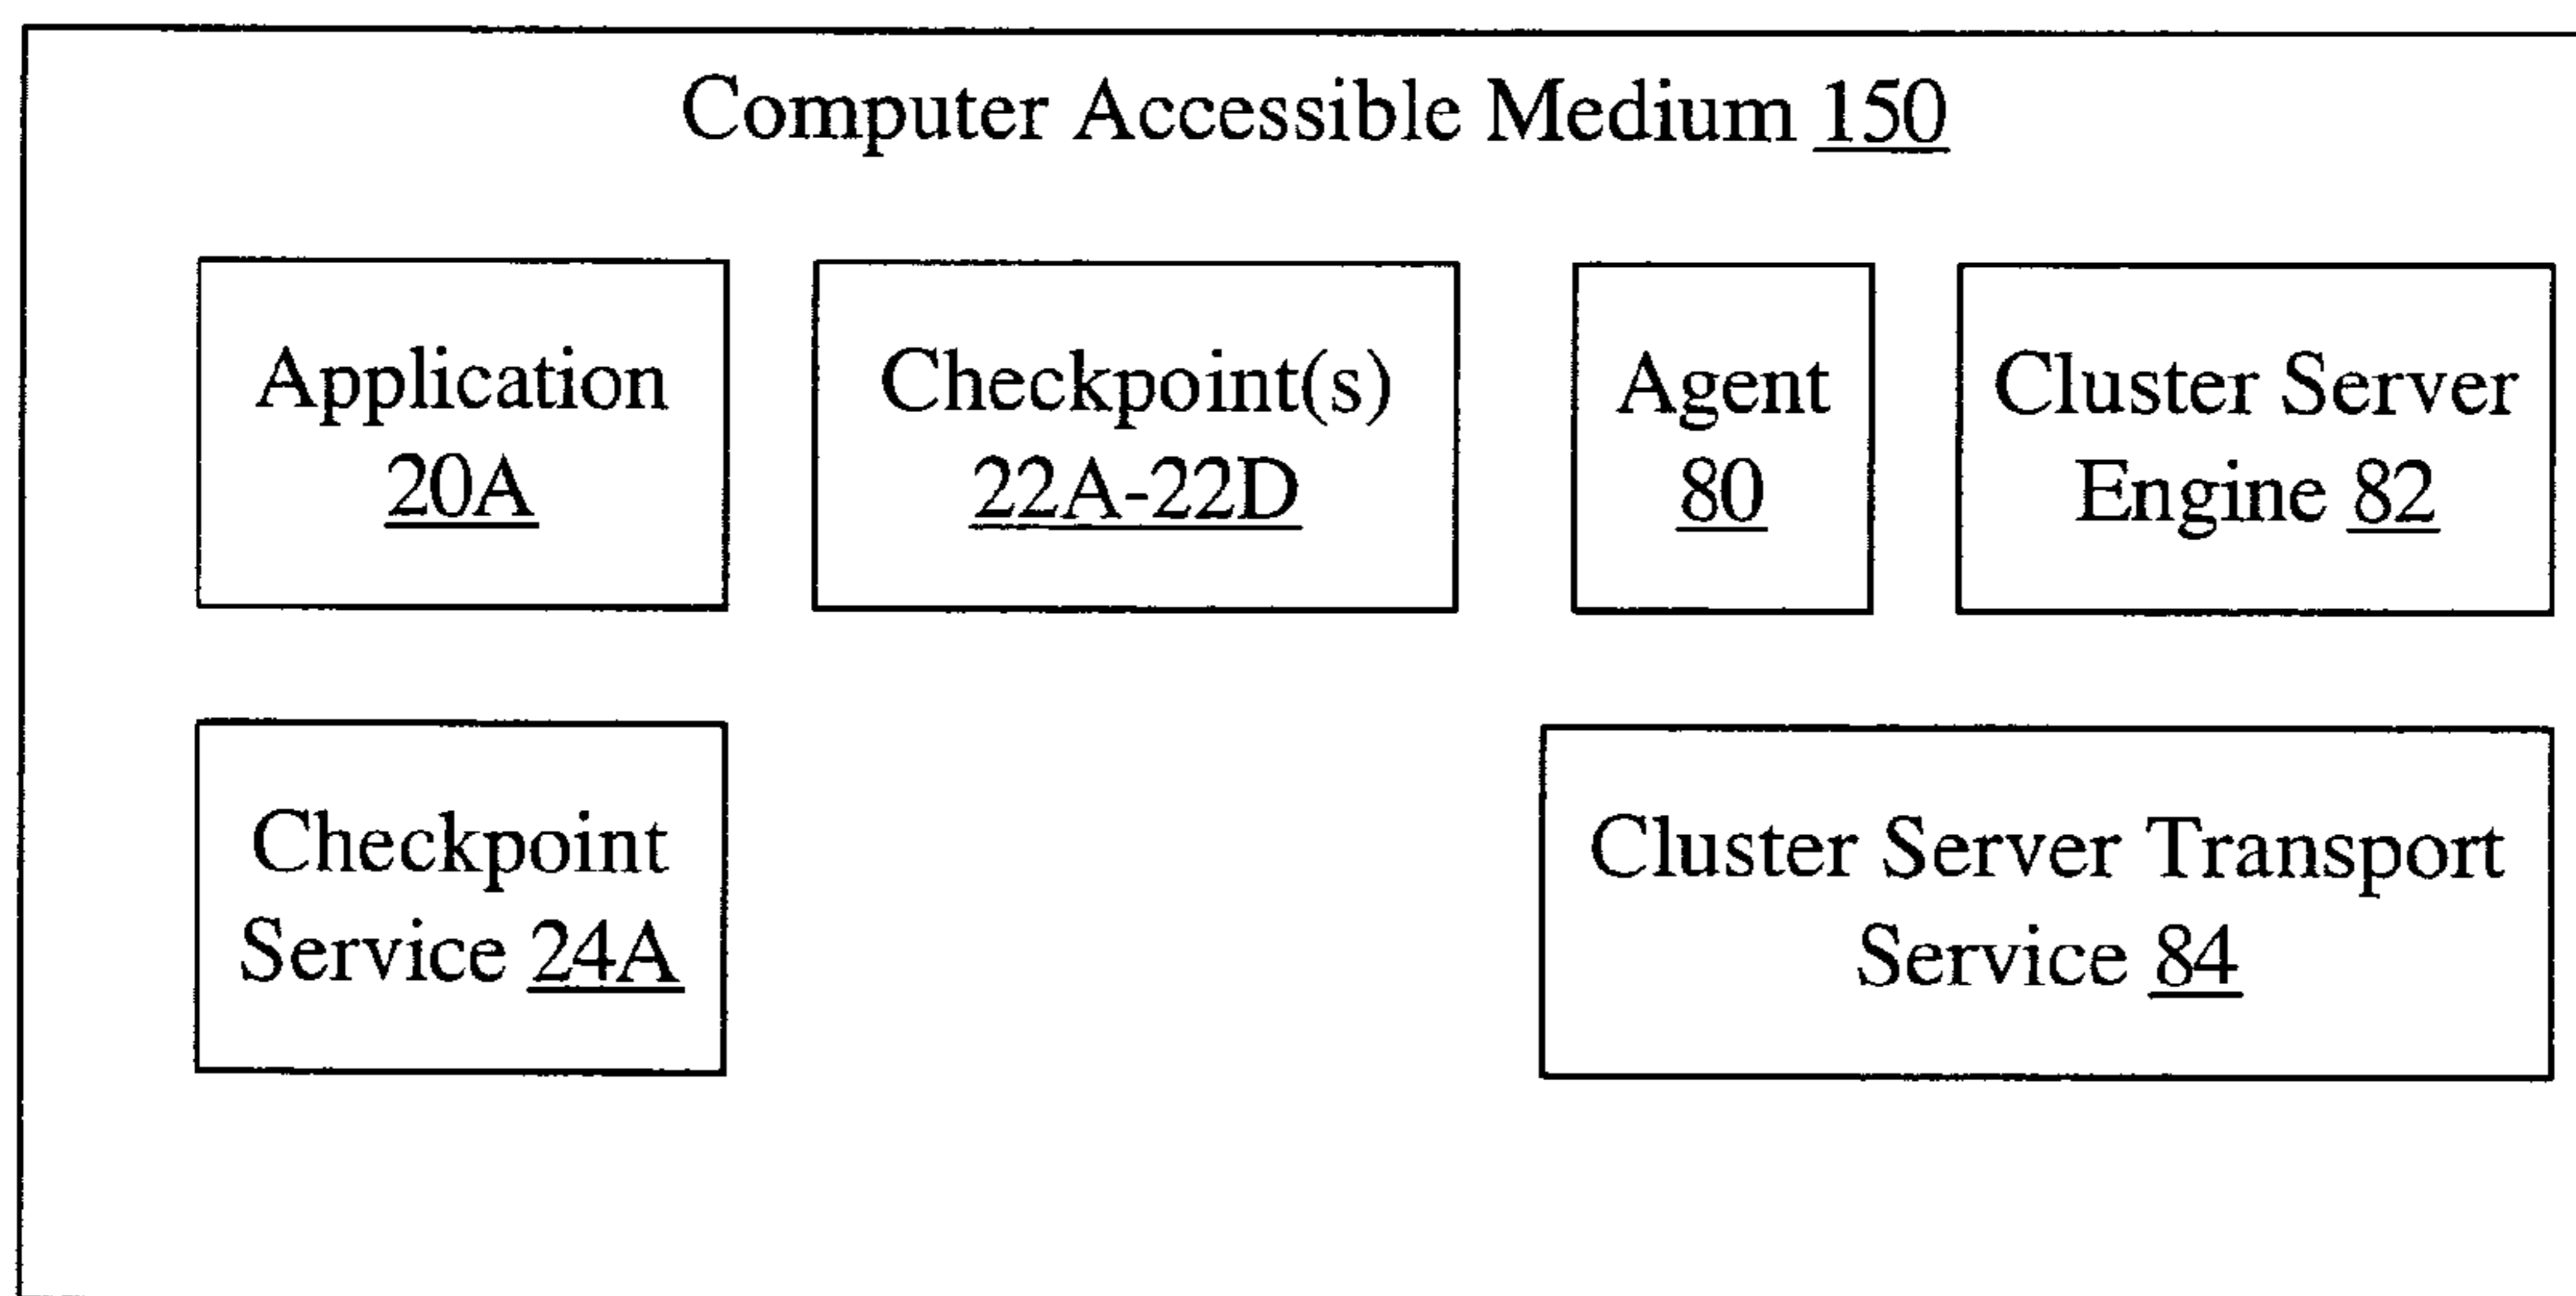 Computer Accessible Medium 150
Application
20A
Checkpoint(s)
22A-22D
Agent
80
Cluster Server
Engine 82
Checkpoint
Service 24A
Cluster Server Transport
Service 84